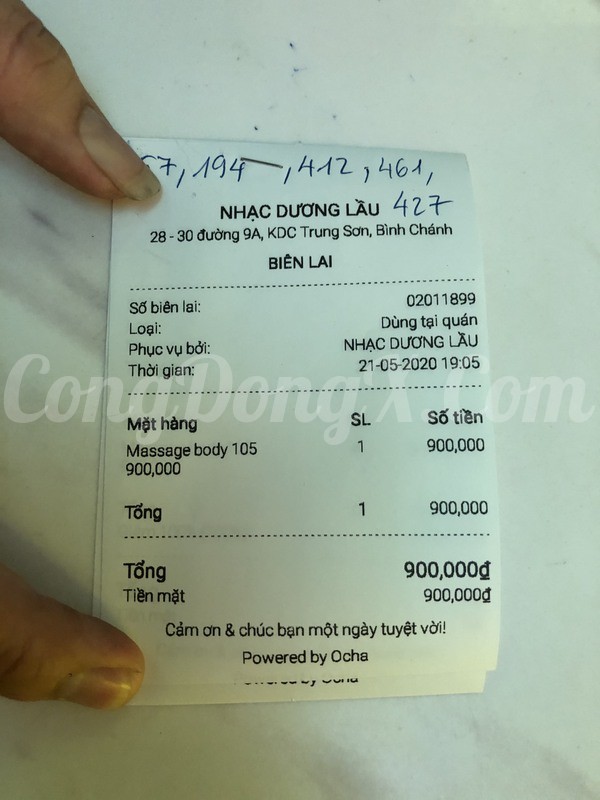 67, 194 —, 412, 461,
427
NHẠC DƯƠNG LẦU
28 - 30 đường 9A, KDC Trung Sơn, Bình Chánh
BIÊN LAI
Số biên lai: 02011899
Loại: Dùng tại quán
Phục vụ bởi: NHẠC DƯƠNG LẦU
Thời gian: 21-05-2020 19:05
CongDongX.Com
Mặt hàng SL Số tiền
Massage body 105 1 900,000
900,000
Tổng 1 900,000
Tổng 900,000₫
Tiền mặt 900,000₫
Cảm ơn & chúc bạn một ngày tuyệt vời!
Powered by Ocha
Powered by Ocha